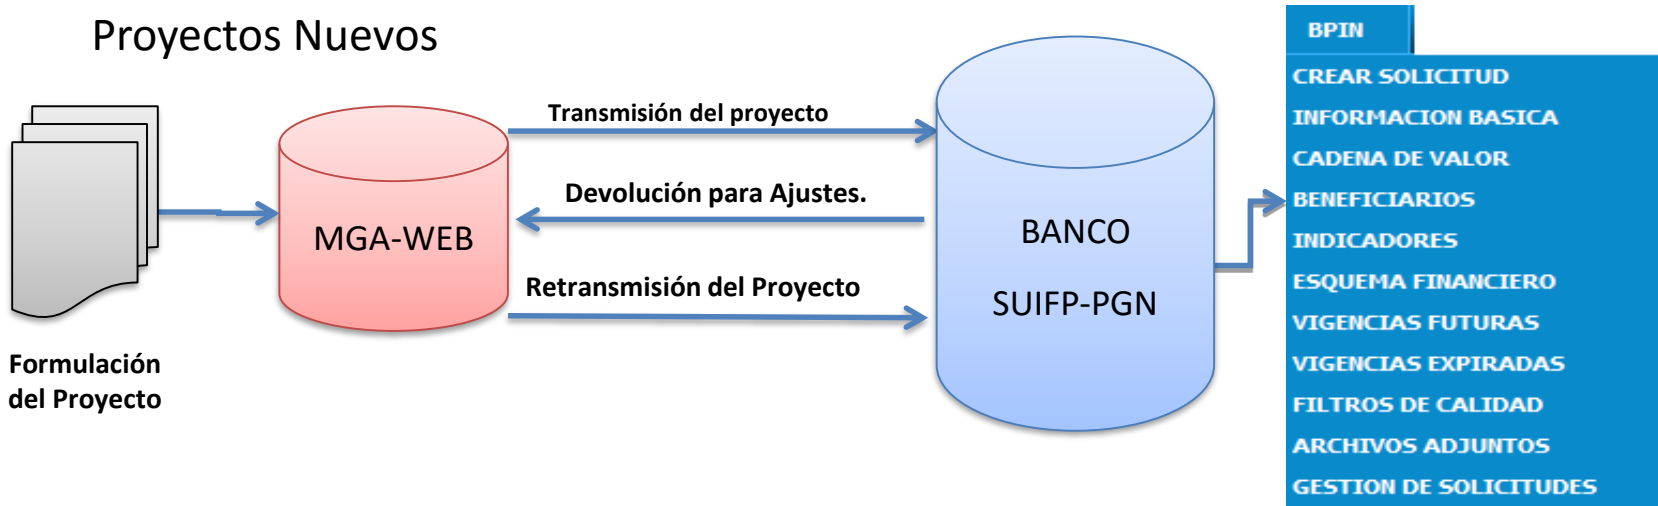 Proyectos Nuevos
Formulación
del Proyecto
MGA-WEB
Transmisión del proyecto
Devolución para Ajustes.
Retransmisión del Proyecto
BANCO
SUIFP-PGN
BPIN
CREAR SOLICITUD
INFORMACION BASICA
CADENA DE VALOR
BENEFICIARIOS
INDICADORES
ESQUEMA FINANCIERO
VIGENCIAS FUTURAS
VIGENCIAS EXPIRADAS
FILTROS DE CALIDAD
ARCHIVOS ADJUNTOS
GESTION DE SOLICITUDES